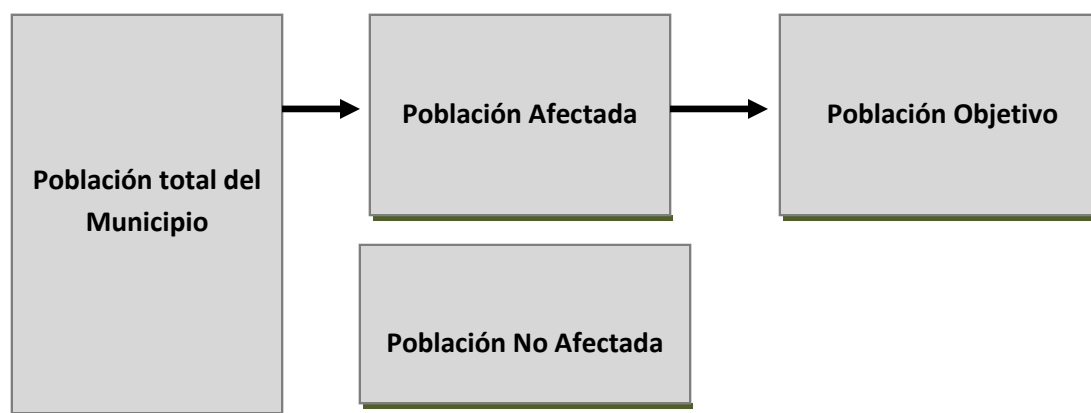 Población total del
Municipio
Población Afectada
Población Objetivo
Población No Afectada